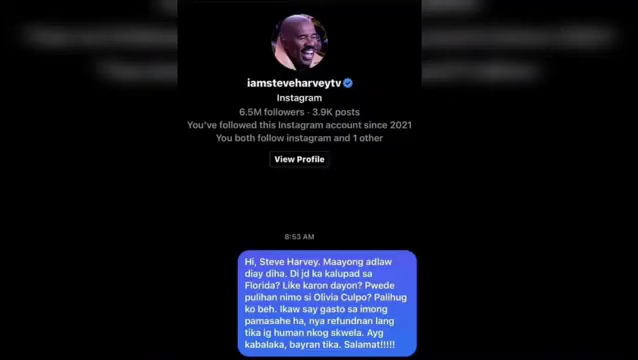 iamsteveharveytv
Instagram
6.5M followers · 3.9K posts
You've followed this Instagram account since 2021
You both follow instagram and 1 other
View Profile
8:53 AM
Hi, Steve Harvey. Maayong adlaw
diay diha. Di jd ka kalupad sa
Florida? Like karon dayon? Pwede
pulihan nimo si Olivia Culpo? Palihug
ko beh. Ikaw say gasto sa imong
pamasahe ha, nya refundnan lang
tika ig human nkog skwela. Ayg
kabalaka, bayran tika. Salamat!!!!!